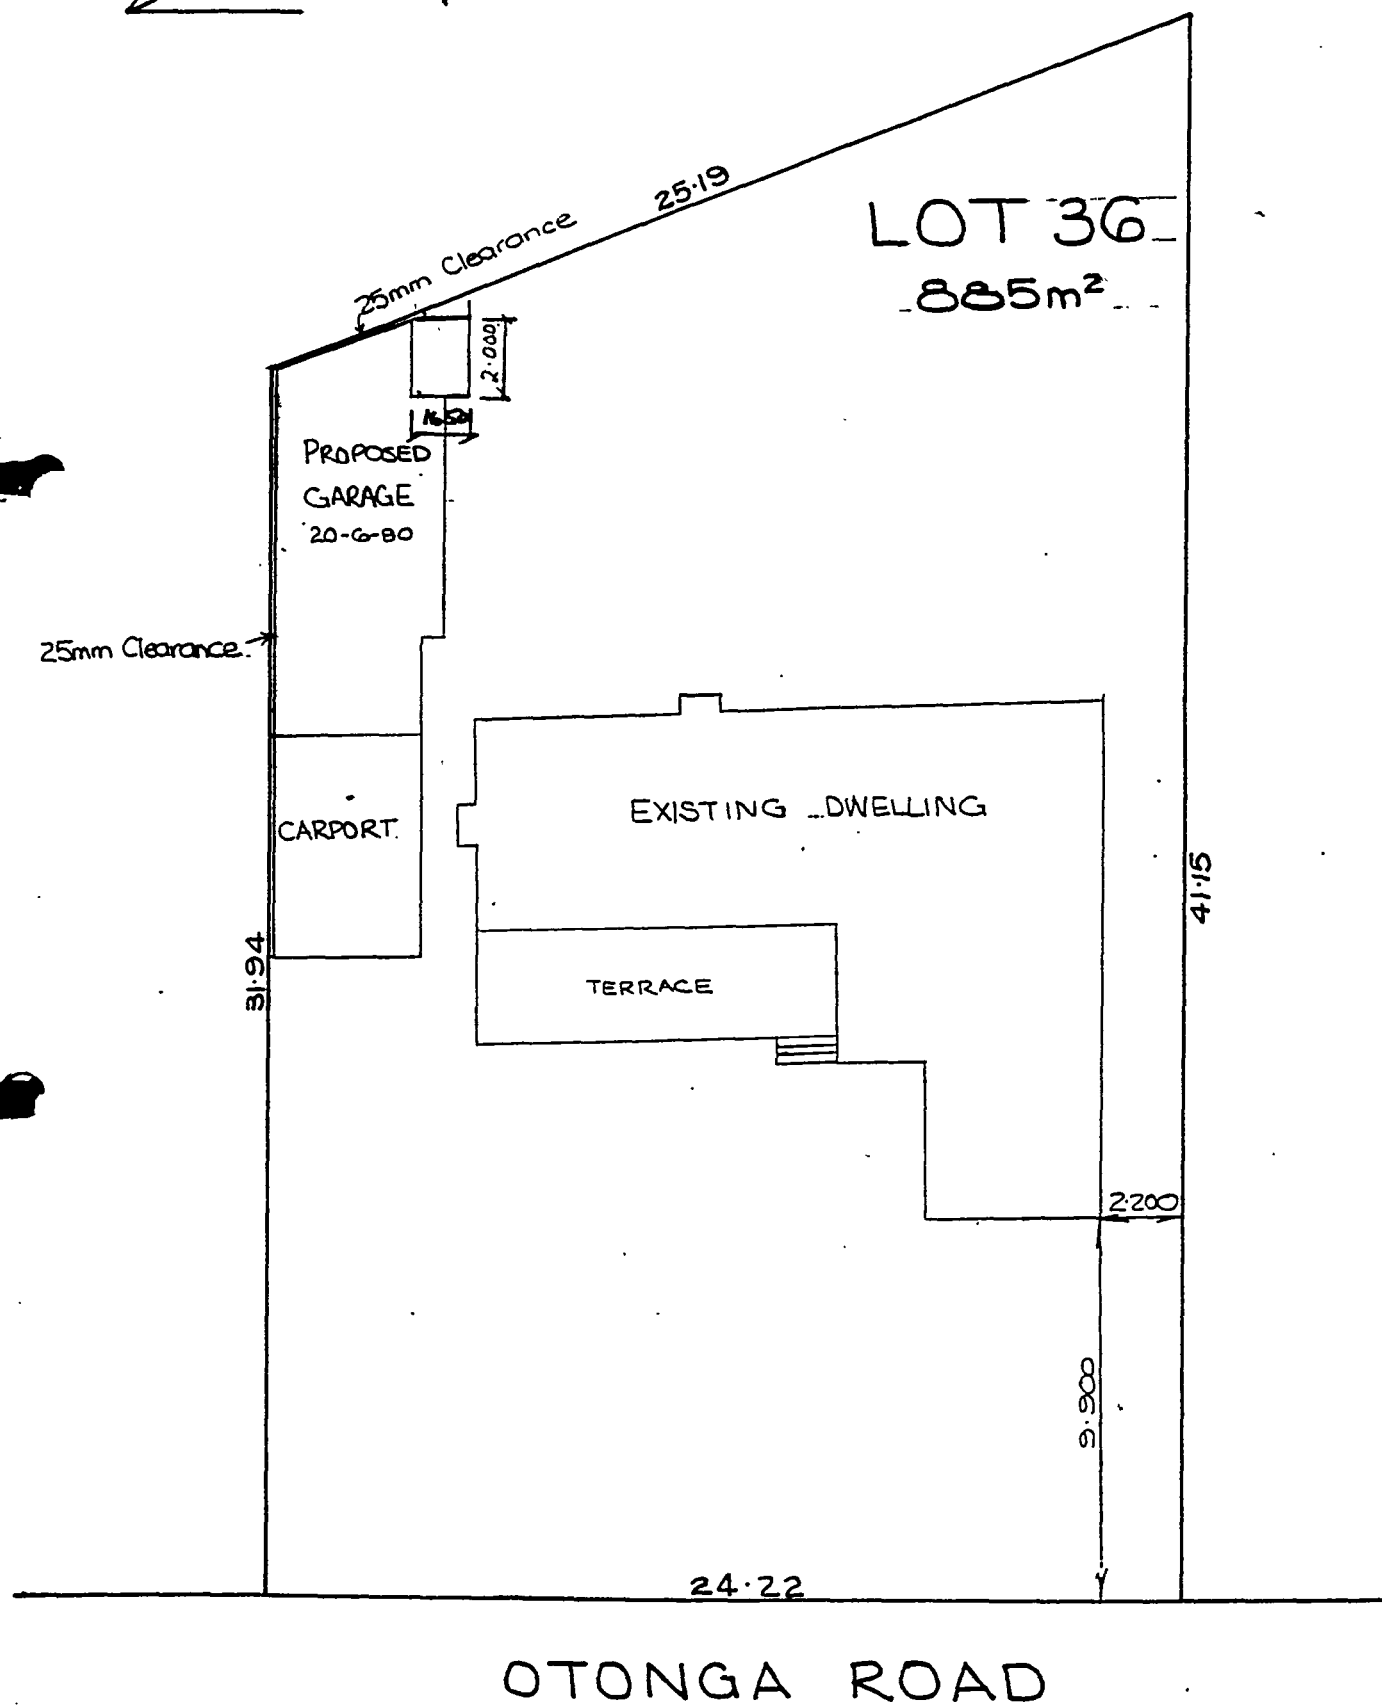 25·19
25mm Clearance
LOT 36
885m²
2·000
1650
PROPOSED
GARAGE
20-6-80
25mm Clearance.
EXISTING DWELLING
CARPORT.
41·15
31·94
TERRACE
2·200
9·900
24·22
OTONGA ROAD